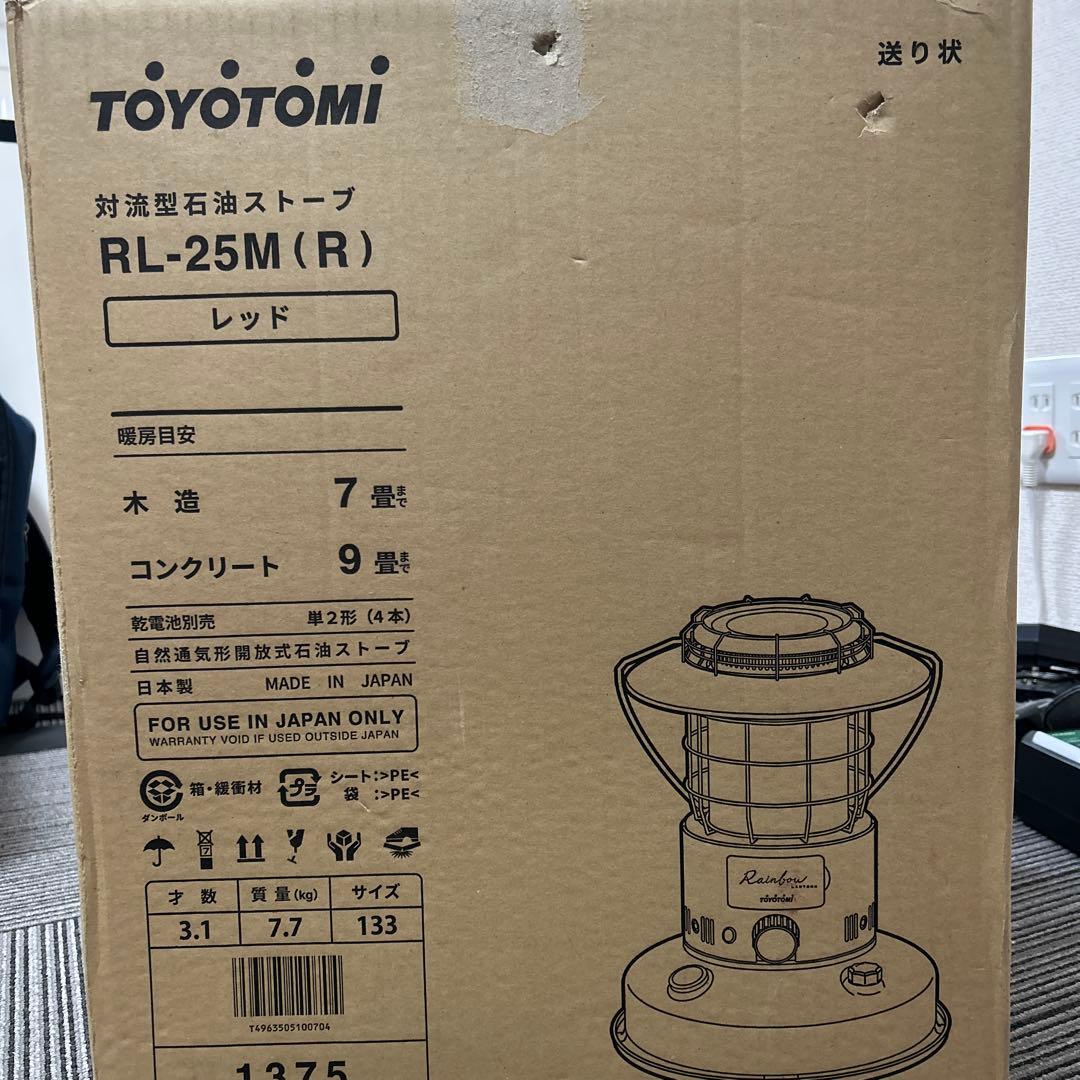 TOYOTOMI
送り状
対流型石油ストーブ
RL-25M(R)
レッド
暖房目安
木造 7畳まで
コンクリート 9畳まで
乾電池別売 単2形(4本)
自然通気形開放式石油ストーブ
日本製 MADE IN JAPAN
FOR USE IN JAPAN ONLY
WARRANTY VOID IF USED OUTSIDE JAPAN
ダンボール
箱・緩衝材
プラ
シート:>PE<
袋 :>PE<
7
才数 質量(kg) サイズ
3.1 7.7 133
T4963505100704
1375
Rainbow
LANTERN
TOYOTOMI